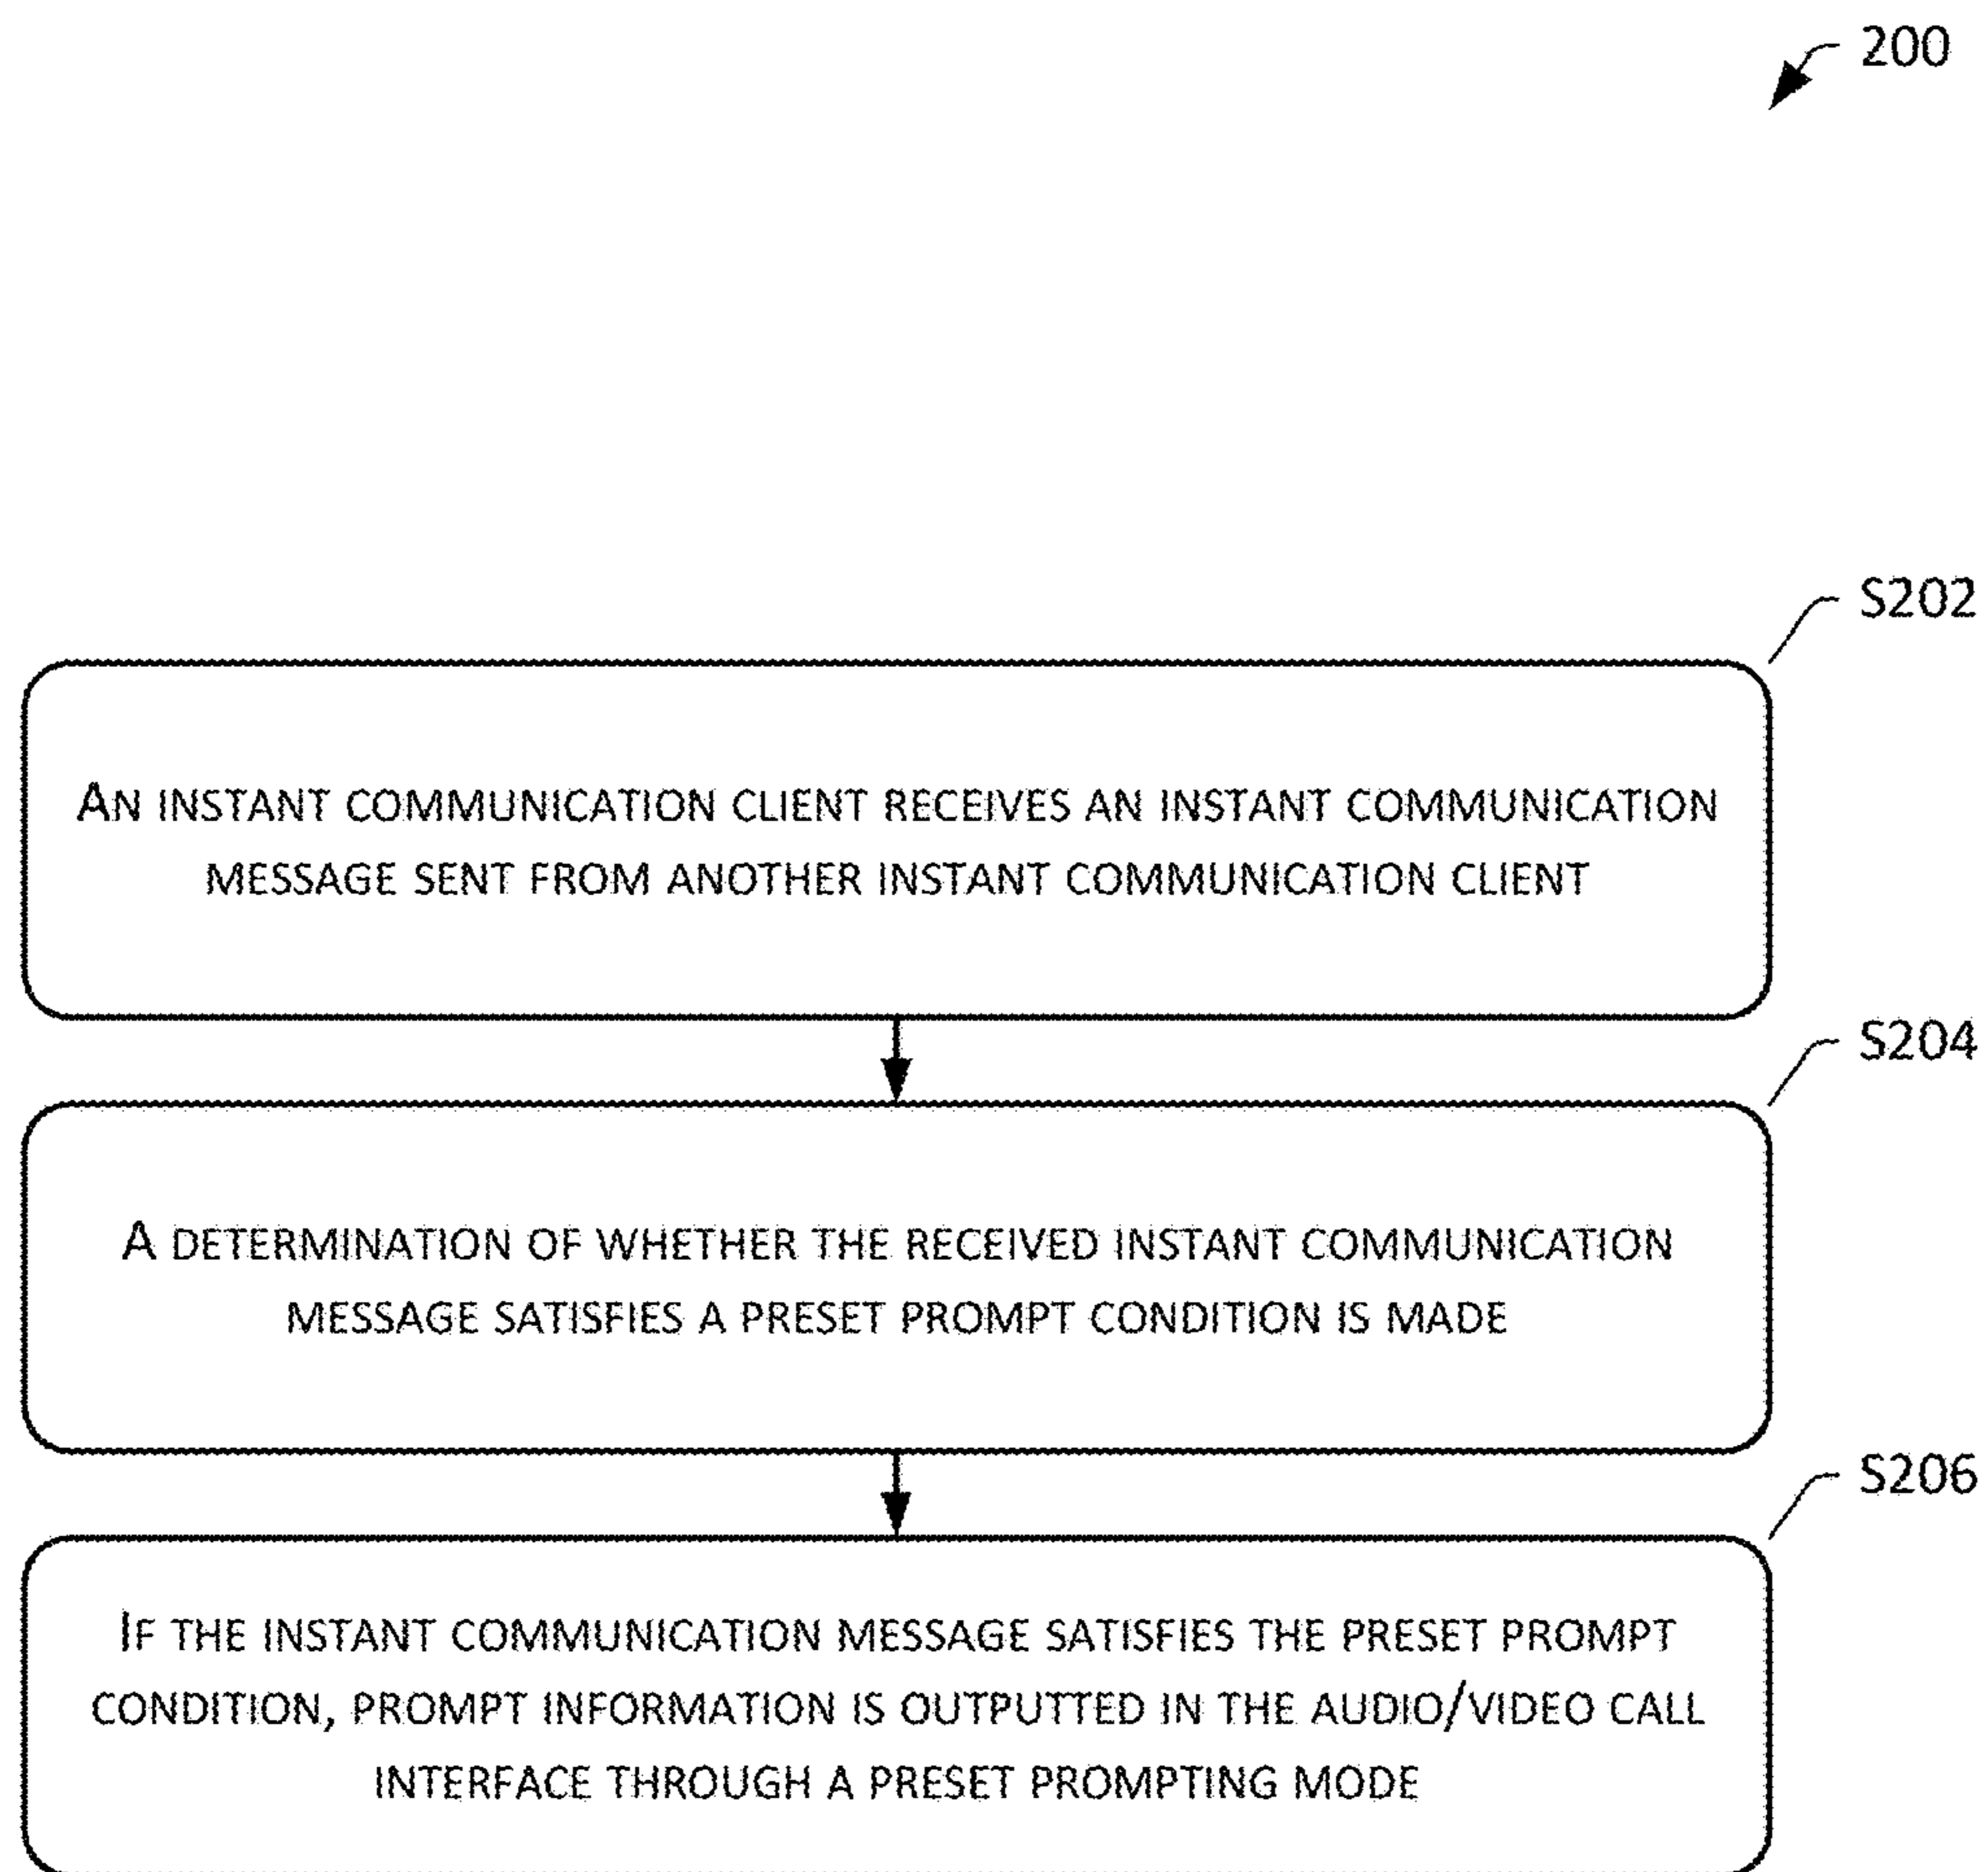 200
S202
AN INSTANT COMMUNICATION CLIENT RECEIVES AN INSTANT COMMUNICATION
MESSAGE SENT FROM ANOTHER INSTANT COMMUNICATION CLIENT
S204
A DETERMINATION OF WHETHER THE RECEIVED INSTANT COMMUNICATION
MESSAGE SATISFIES A PRESET PROMPT CONDITION IS MADE
S206
IF THE INSTANT COMMUNICATION MESSAGE SATISFIES THE PRESET PROMPT
CONDITION, PROMPT INFORMATION IS OUTPUTTED IN THE AUDIO/VIDEO CALL
INTERFACE THROUGH A PRESET PROMPTING MODE